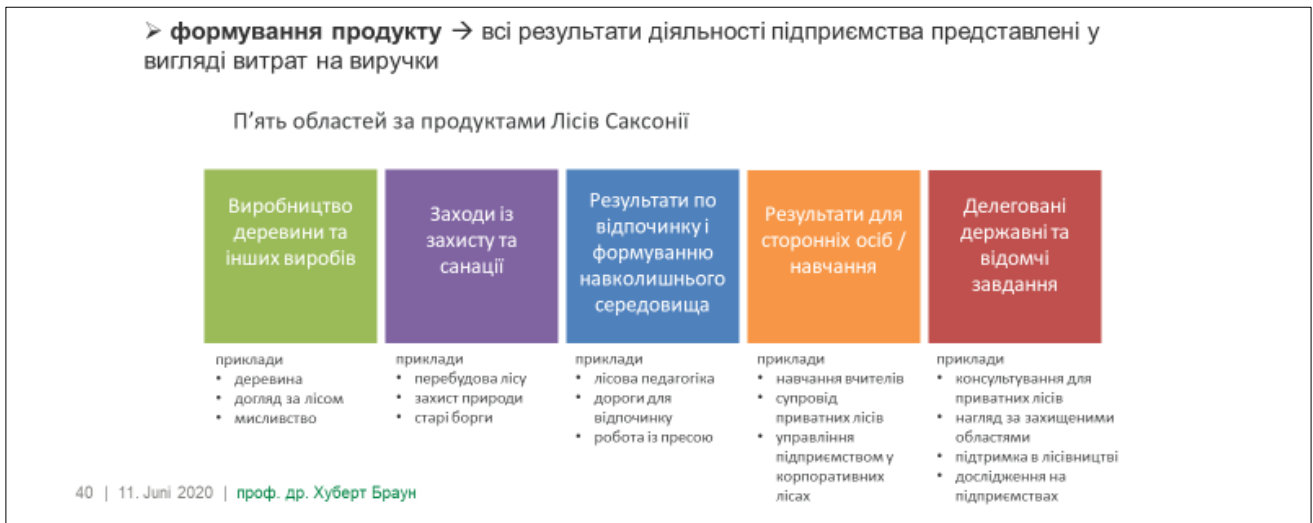 ➢ формування продукту → всі результати діяльності підприємства представлені у
вигляді витрат на виручки
П'ять областей за продуктами Лісів Саксонії
Виробництво
деревини та
інших виробів
Заходи із
захисту та
санації
Результати по
відпочинку і
формуванню
навколишнього
середовища
Результати для
сторонніх осіб /
навчання
Делеговані
державні та
відомчі
завдання
приклади
• деревина
• догляд за лісом
• мисливство
приклади
• перебудова лісу
• захист природи
• старі борги
приклади
• лісова педагогіка
• дороги для
відпочинку
• робота із пресою
приклади
• навчання вчителів
• супровід
приватних лісів
• управління
підприємством у
корпоративних
лісах
приклади
• консультування для
приватних лісів
• нагляд за захищеними
областями
• підтримка в лісівництві
• дослідження на
підприємствах
40 | 11. Juni 2020 | проф. др. Хуберт Браун